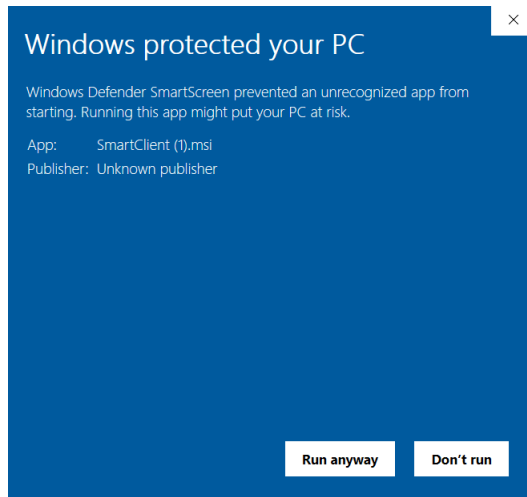 Windows protected your PC
Windows Defender SmartScreen prevented an unrecognized app from
starting. Running this app might put your PC at risk.
App: SmartClient (1).msi
Publisher: Unknown publisher
Run anyway Don't run